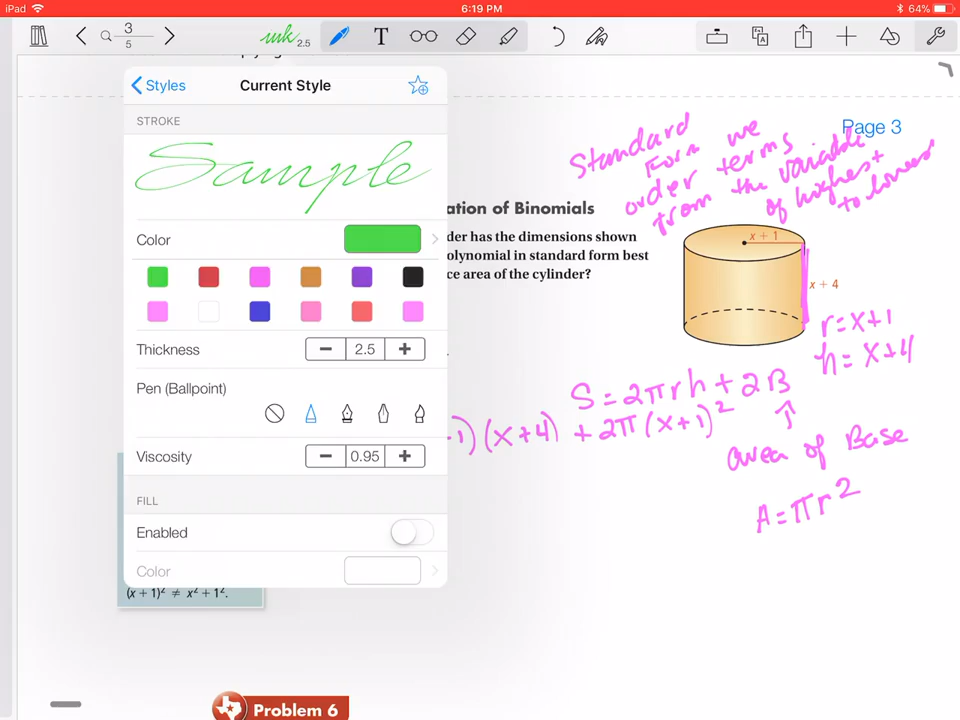 iPad 6:19 PM 64%
3
5
ink 2.5 T
Styles Current Style
STROKE
Sample
Color
Thickness
− 2.5 +
Pen (Ballpoint)
Viscosity
− 0.95 +
FILL
Enabled
Color
(x + 1)² ≠ x² + 1².
Page 3
Standard
Form we
order terms
from the variable
of highest
to lowest
ation of Binomials
der has the dimensions shown
olynomial in standard form best
ce area of the cylinder?
x + 1
x + 4
r = x+1
h = x+4
S = 2πrh + 2B
1)(x+4) + 2π(x+1)²
↑
area of Base
A = πr²
Problem 6